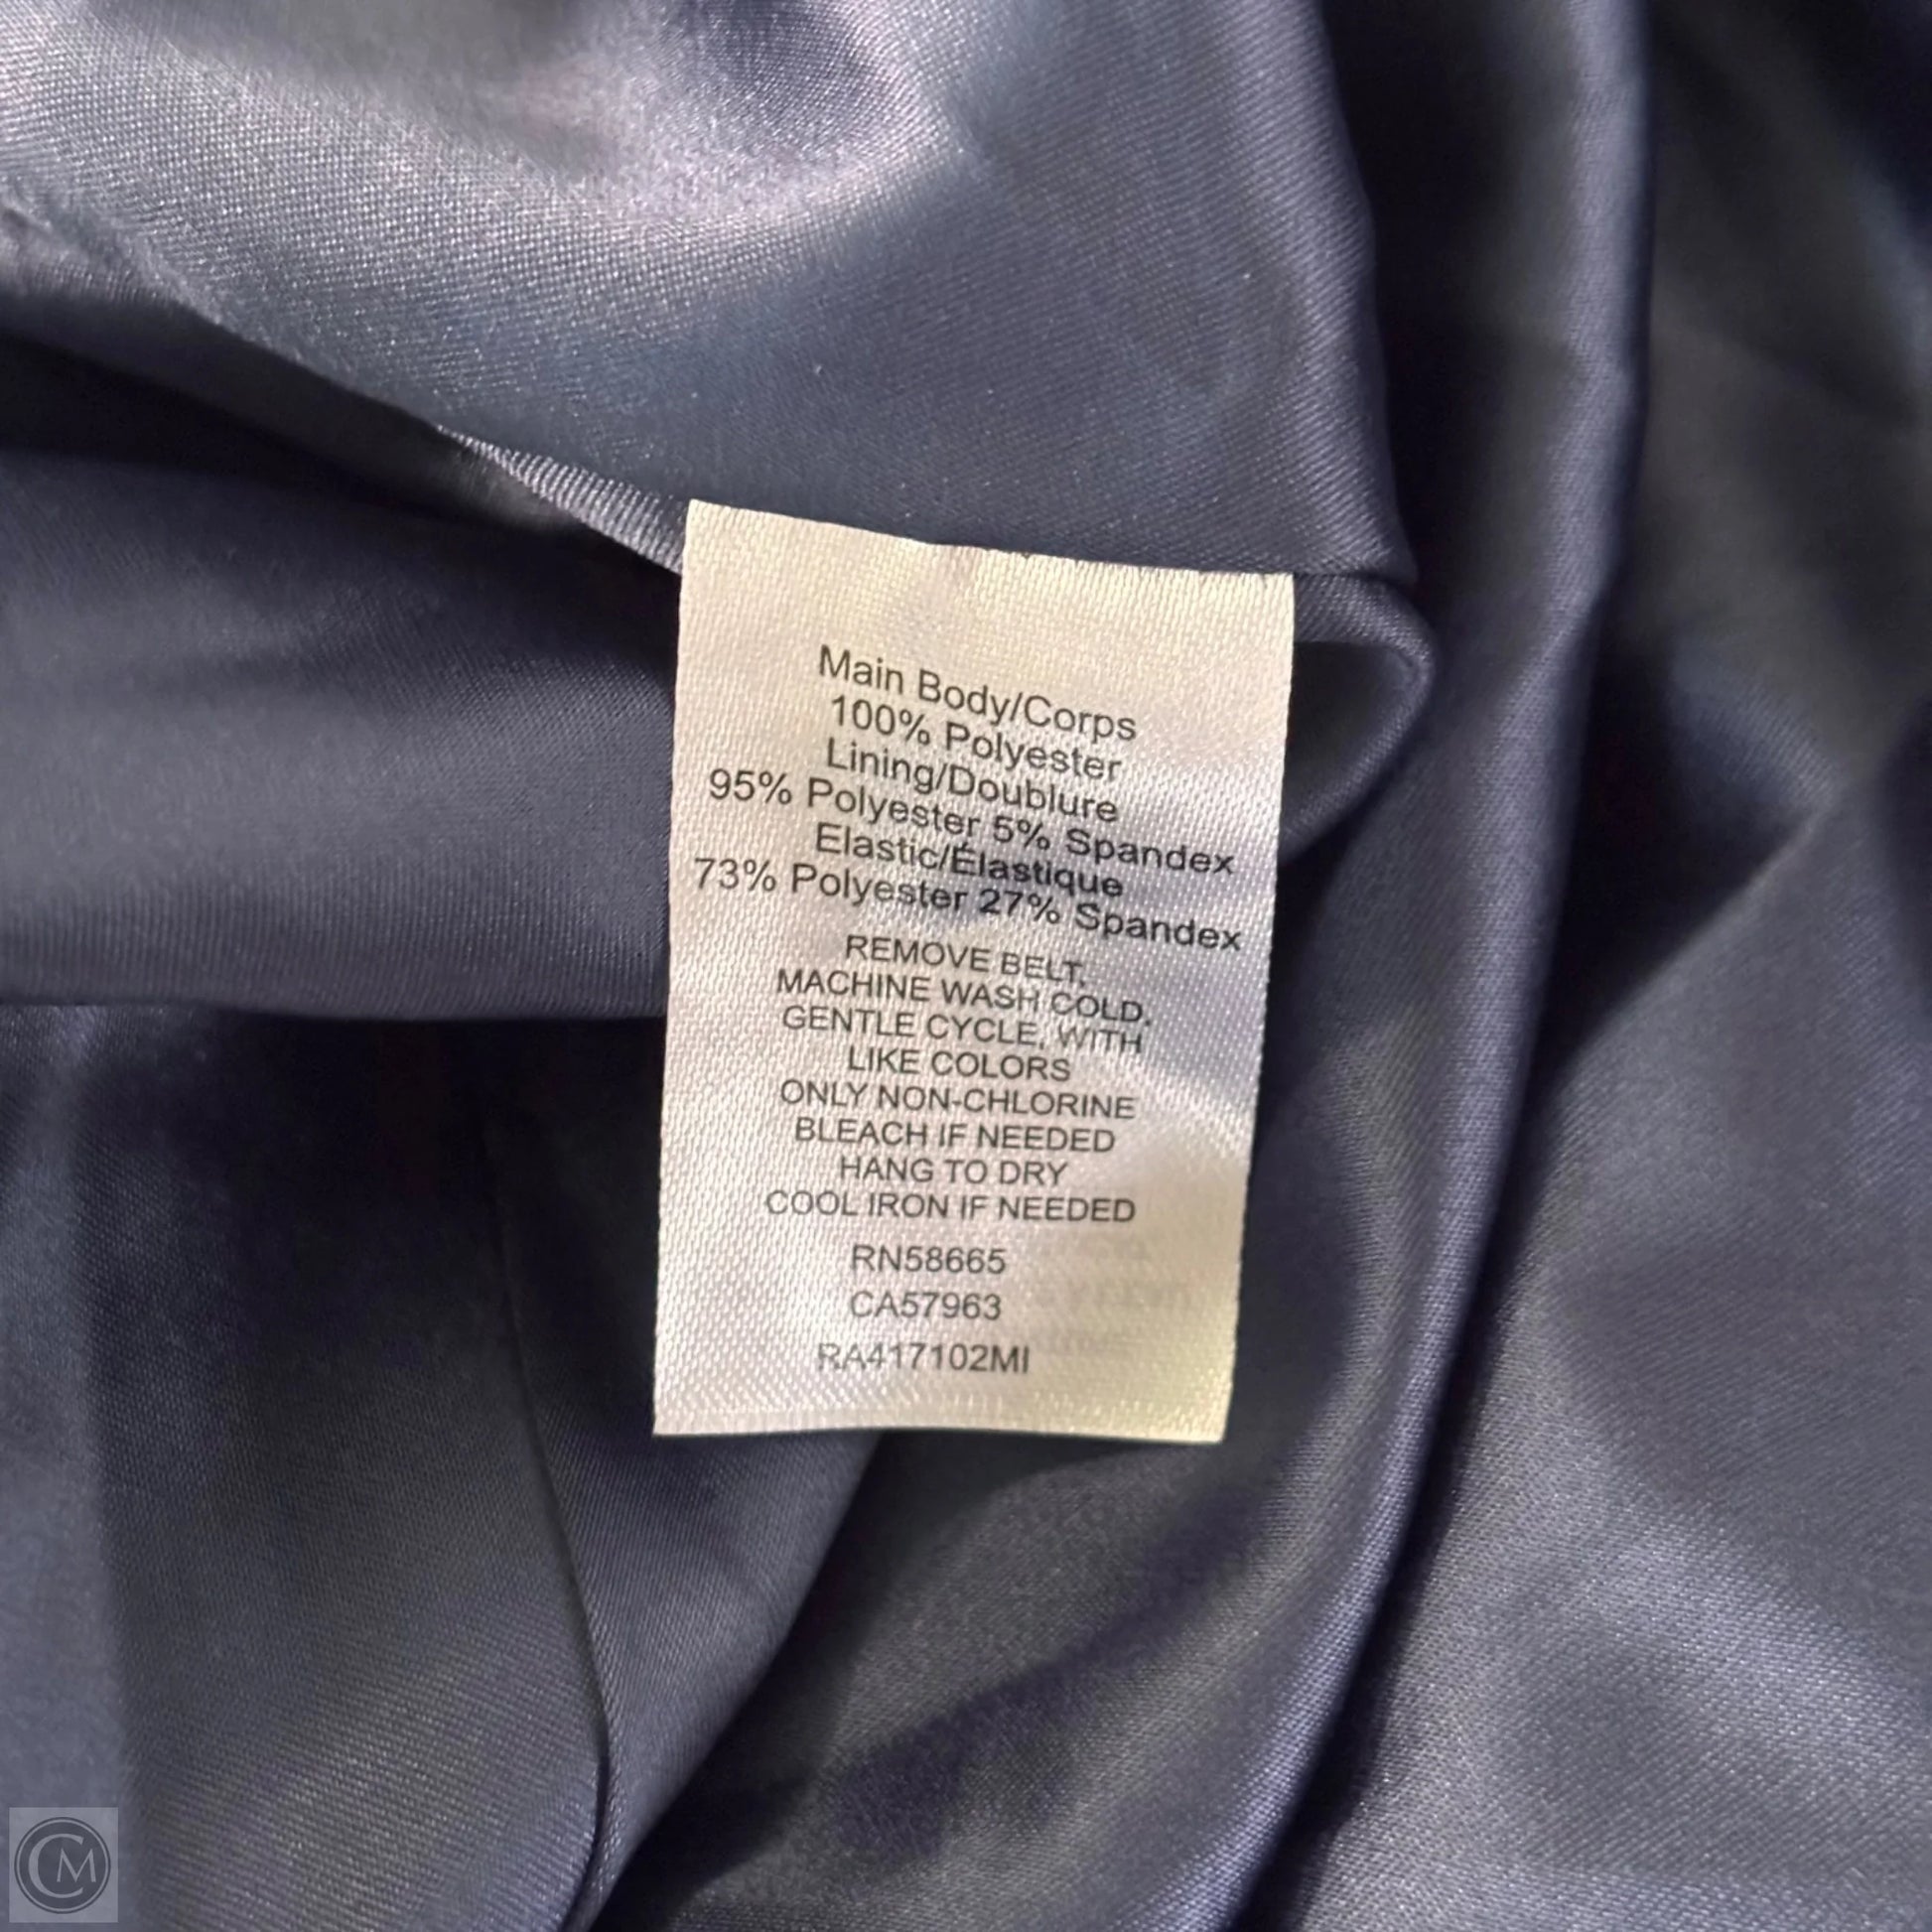 Main Body/Corps
100% Polyester
Lining/Doublure
95% Polyester 5% Spandex
Elastic/Élastique
73% Polyester 27% Spandex
REMOVE BELT,
MACHINE WASH COLD,
GENTLE CYCLE, WITH
LIKE COLORS
ONLY NON-CHLORINE
BLEACH IF NEEDED
HANG TO DRY
COOL IRON IF NEEDED
RN58665
CA57963
RA417102MI
CM